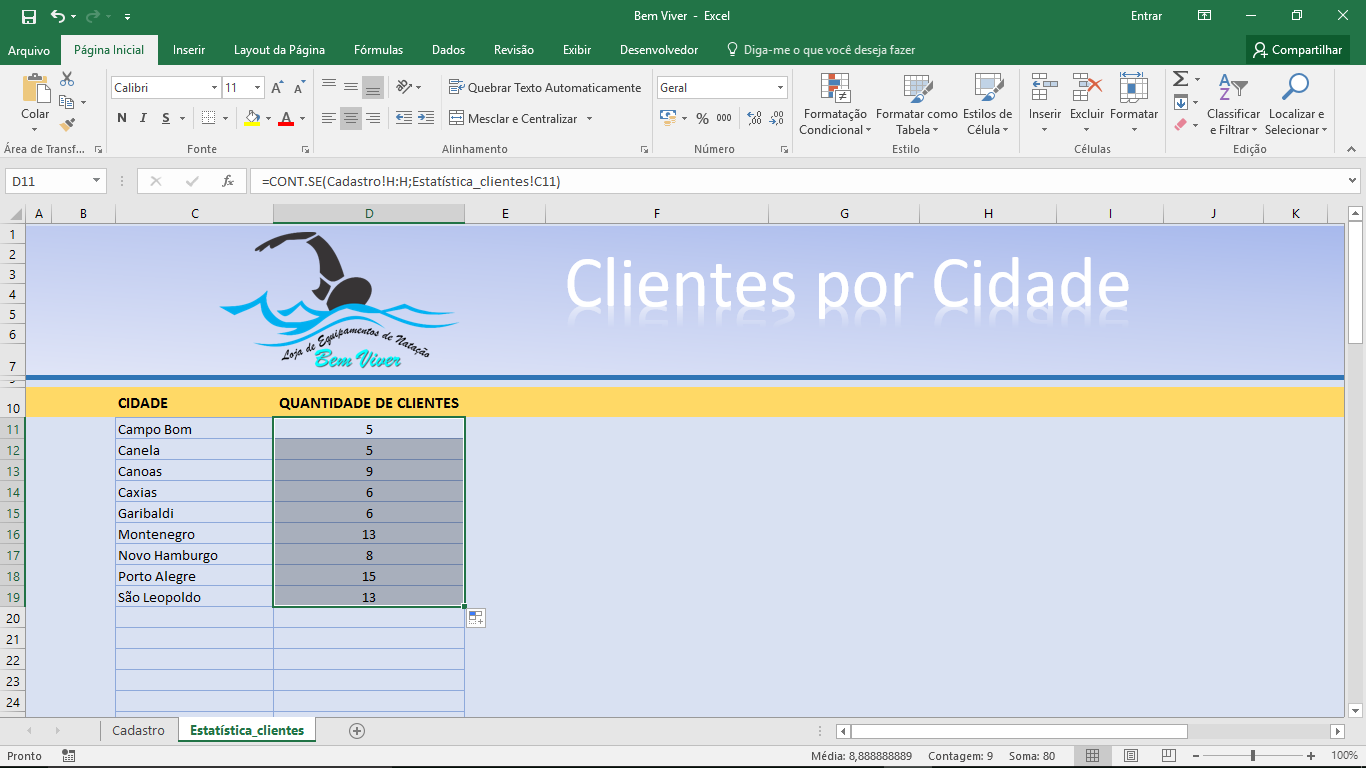 Bem Viver - Excel
Entrar
Arquivo Página Inicial Inserir Layout da Página Fórmulas Dados Revisão Exibir Desenvolvedor Diga-me o que você deseja fazer Compartilhar
Colar
Calibri 11
N I S A A A
Quebrar Texto Automaticamente
Mesclar e Centralizar
Geral
% 000
Formatação Condicional
Formatar como Tabela
Estilos de Célula
Inserir Excluir Formatar
Classificar e Filtrar
Localizar e Selecionar
Área de Transf... Fonte Alinhamento Número Estilo Células Edição
D11 fx =CONT.SE(Cadastro!H:H;Estatística_clientes!C11)
A B C D E F G H I J K
1
2
3
4
5
6
7
Loja de Equipamentos de Natação
Bem Viver
Clientes por Cidade
10 CIDADE QUANTIDADE DE CLIENTES
11 Campo Bom 5
12 Canela 5
13 Canoas 9
14 Caxias 6
15 Garibaldi 6
16 Montenegro 13
17 Novo Hamburgo 8
18 Porto Alegre 15
19 São Leopoldo 13
20
21
22
23
24
Cadastro Estatística_clientes
Pronto Média: 8,888888889 Contagem: 9 Soma: 80 100%